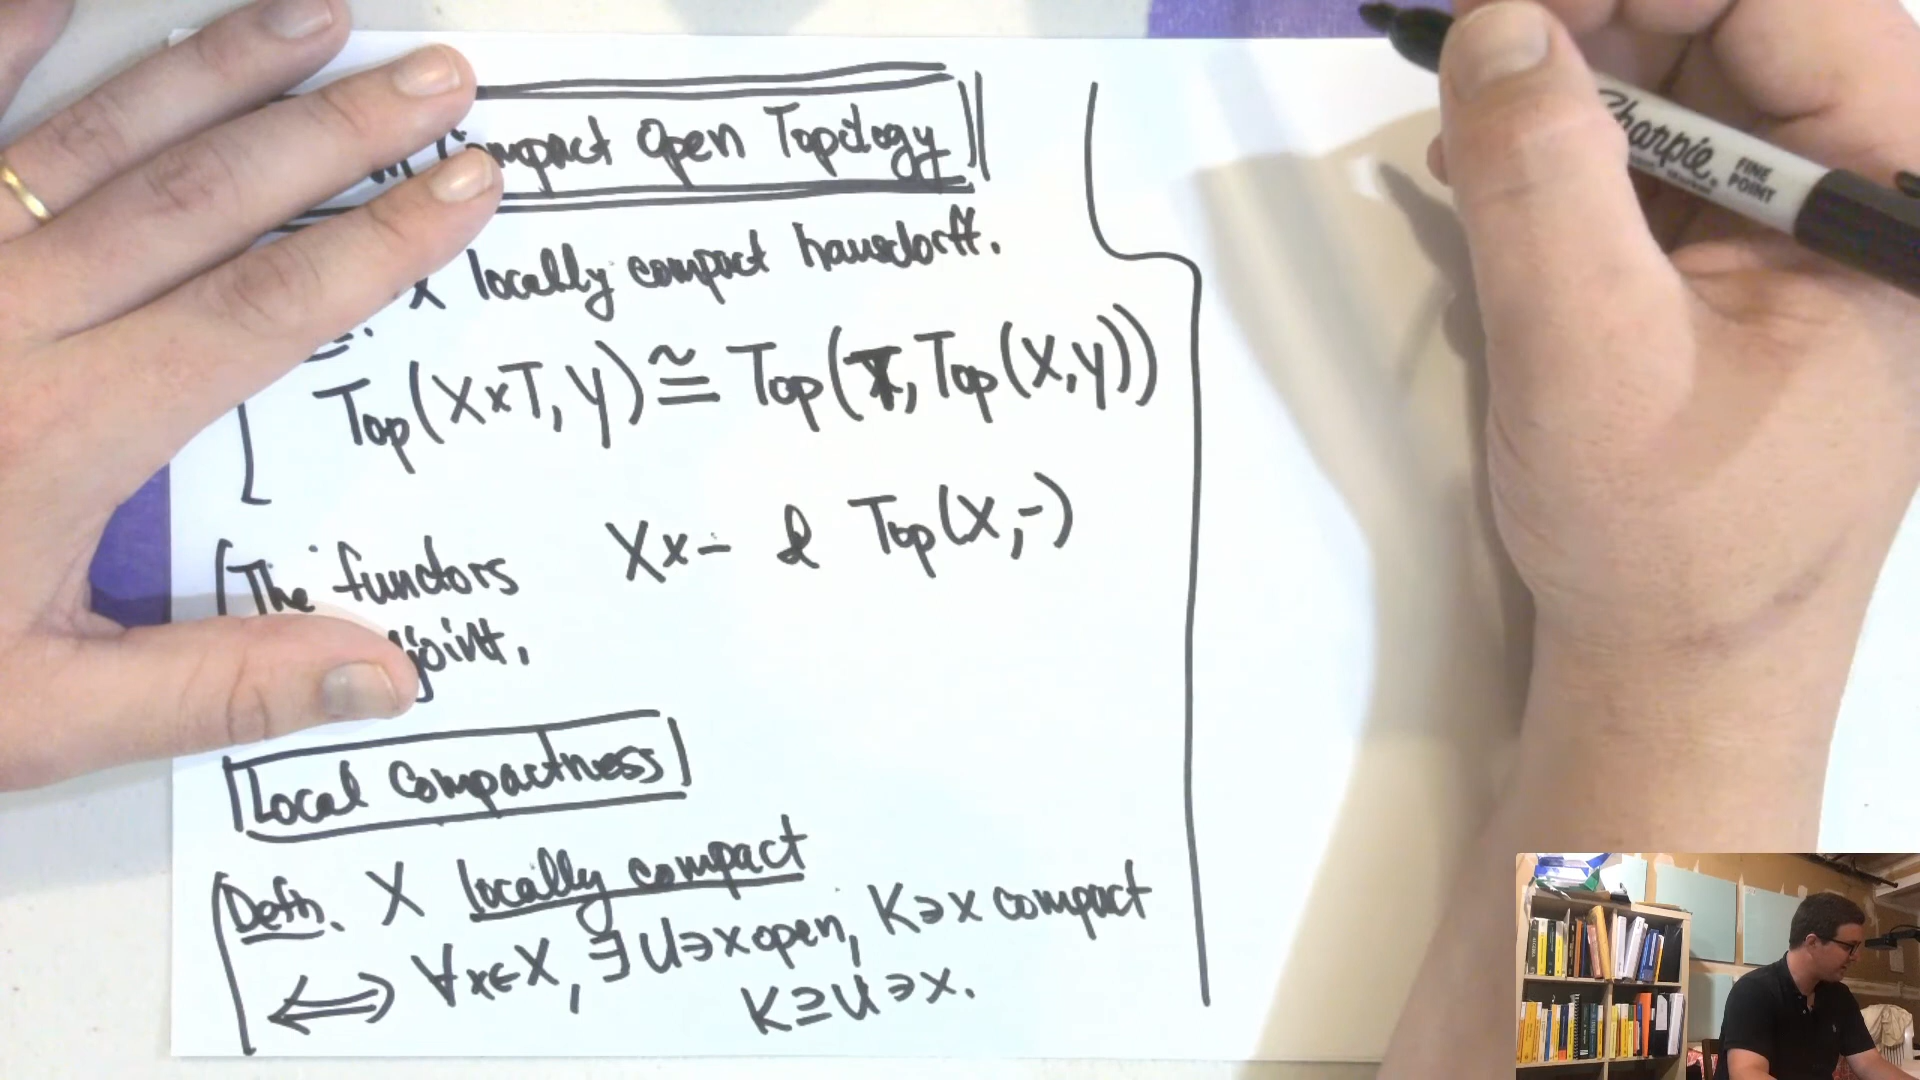 Compact Open Topology
X locally compact hausdorff.
Top(X×T, Y) ≅ Top(T, Top(X,Y))
The functors X×- & Top(X,-)
joint.
Local Compactness
Defn. X locally compact
⟺ ∀x∈X, ∃U∋x open, K∋x compact
K⊇U∋x.
Sharpie.
FINE
POINT